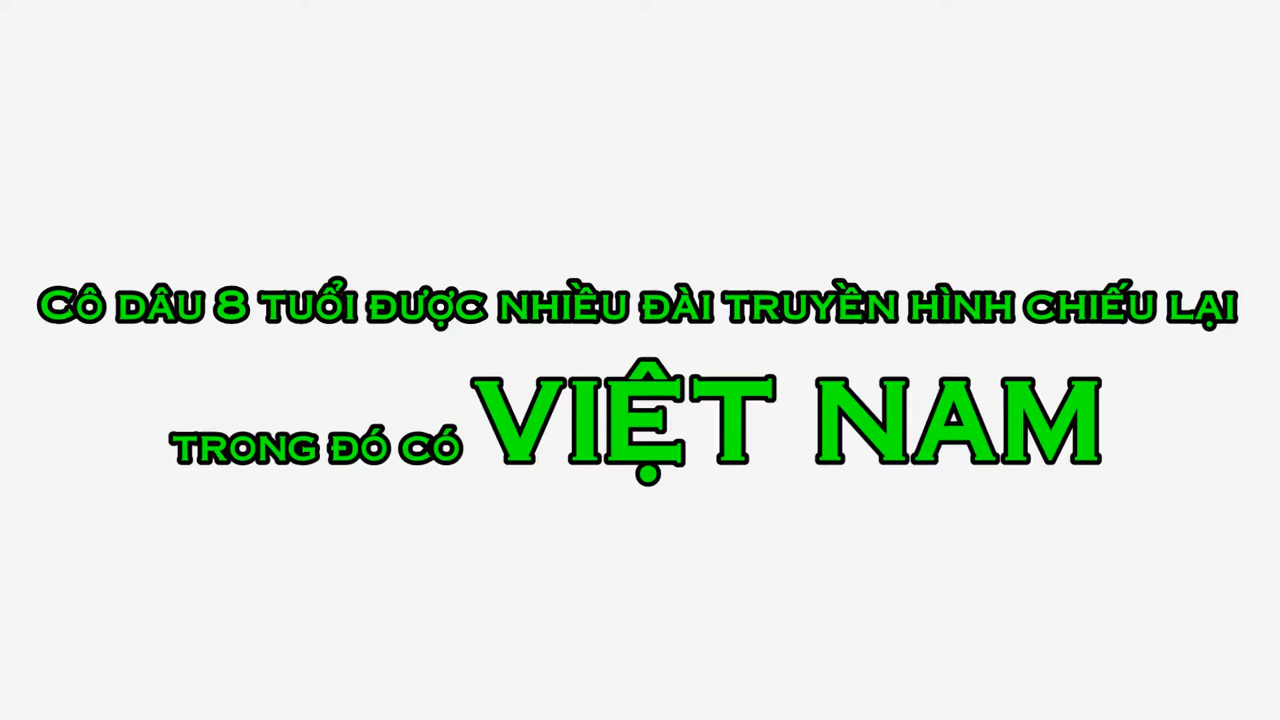 Cô dâu 8 tuổi được nhiều đài truyền hình chiếu lại
trong đó có VIỆT NAM